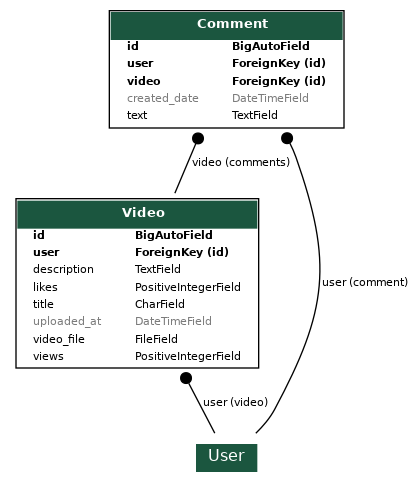 Comment
id BigAutoField
user ForeignKey (id)
video ForeignKey (id)
created_date DateTimeField
text TextField
video (comments)
Video
id BigAutoField
user ForeignKey (id)
description TextField
likes PositiveIntegerField
title CharField
uploaded_at DateTimeField
video_file FileField
views PositiveIntegerField
user (comment)
user (video)
User